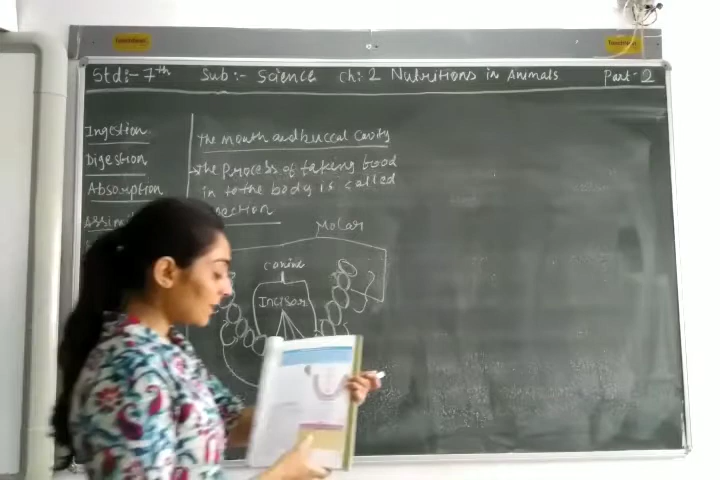 Std:- 7th Sub:- Science Ch: 2 Nutritions in Animals Part-2
Ingestion
Digestion
Absorption
The mouth and buccal cavity
The process of taking food
in to the body is called
Molar
Canine
Incisor